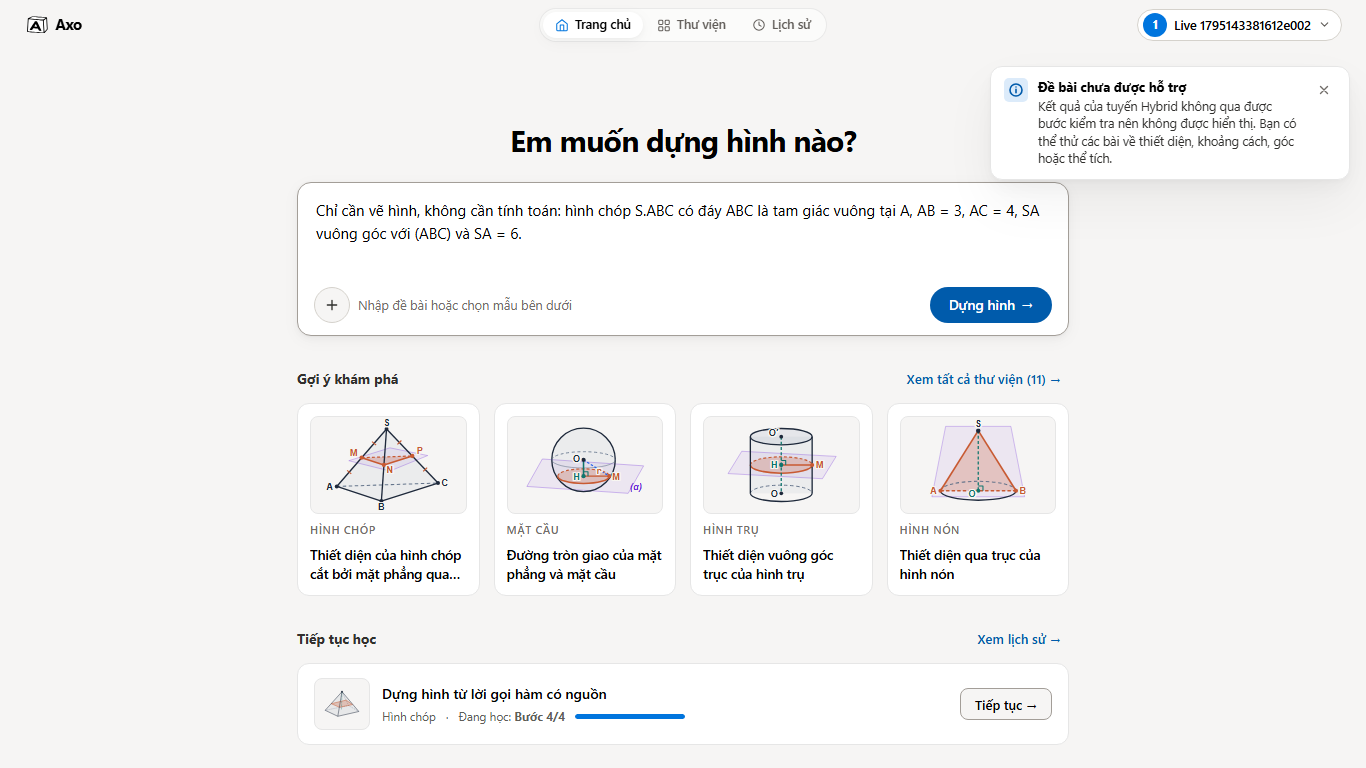 Axo
Trang chủ
Thư viện
Lịch sử
1
Live 1795143381612e002
Đề bài chưa được hỗ trợ
Kết quả của tuyến Hybrid không qua được
bước kiểm tra nên không được hiển thị. Bạn có
thể thử các bài về thiết diện, khoảng cách, góc
hoặc thể tích.
Em muốn dựng hình nào?
Chỉ cần vẽ hình, không cần tính toán: hình chóp S.ABC có đáy ABC là tam giác vuông tại A, AB = 3, AC = 4, SA
vuông góc với (ABC) và SA = 6.
Nhập đề bài hoặc chọn mẫu bên dưới
Dựng hình →
Gợi ý khám phá
Xem tất cả thư viện (11) →
S
M
P
N
A
C
B
HÌNH CHÓP
Thiết diện của hình chóp
cắt bởi mặt phẳng qua...
O
r
H
M
(α)
MẶT CẦU
Đường tròn giao của mặt
phẳng và mặt cầu
O'
H
M
O
HÌNH TRỤ
Thiết diện vuông góc
trục của hình trụ
S
A
O
B
HÌNH NÓN
Thiết diện qua trục của
hình nón
Tiếp tục học
Xem lịch sử →
Dựng hình từ lời gọi hàm có nguồn
Hình chóp · Đang học: Bước 4/4
Tiếp tục →